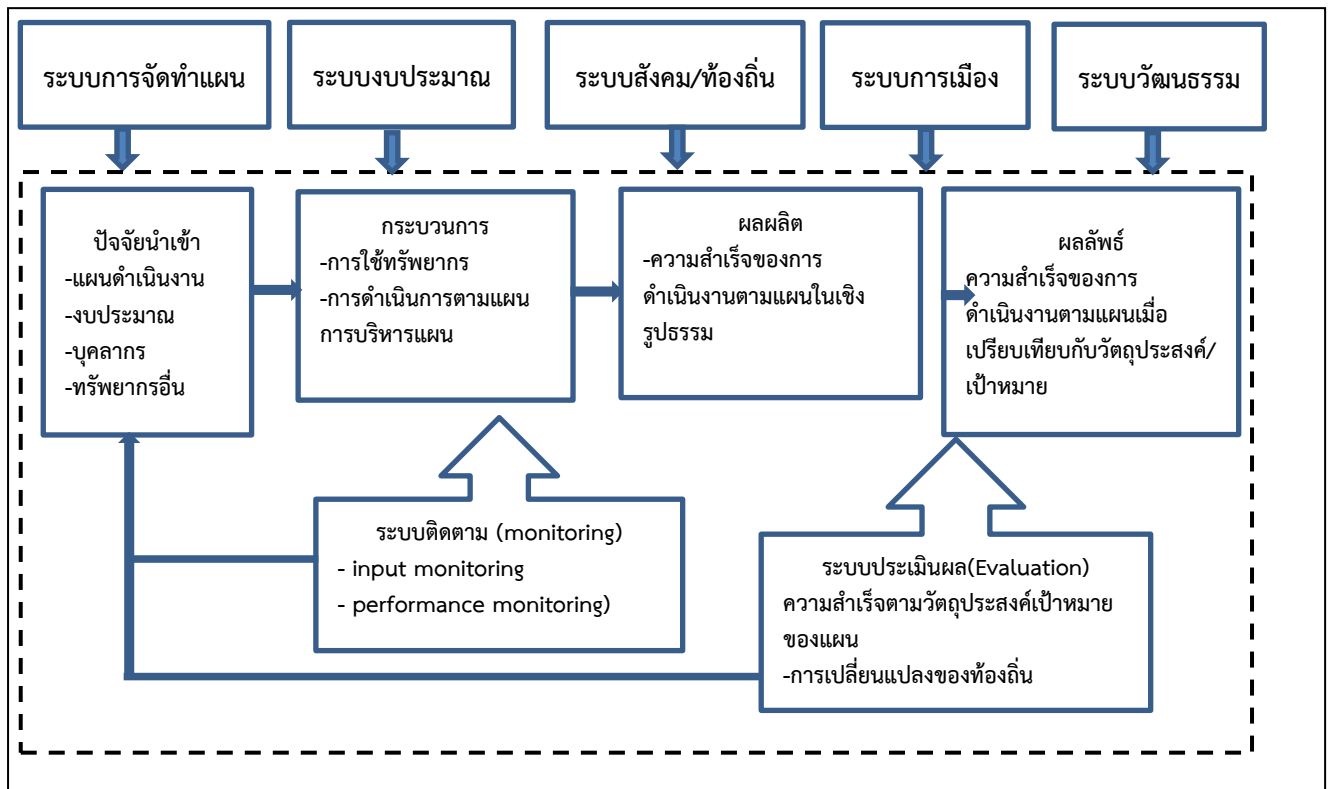 ระบบการจัดทำแผน
ระบบงบประมาณ
ระบบสังคม/ท้องถิ่น
ระบบการเมือง
ระบบวัฒนธรรม
ปัจจัยนำเข้า
-แผนดำเนินงาน
-งบประมาณ
-บุคลากร
-ทรัพยากรอื่น
กระบวนการ
-การใช้ทรัพยากร
-การดำเนินการตามแผน
การบริหารแผน
ผลผลิต
-ความสำเร็จของการ
ดำเนินงานตามแผนในเชิง
รูปธรรม
ผลลัพธ์
ความสำเร็จของการ
ดำเนินงานตามแผนเมื่อ
เปรียบเทียบกับวัตถุประสงค์/
เป้าหมาย
ระบบติดตาม (monitoring)
- input monitoring
- performance monitoring)
ระบบประเมินผล(Evaluation)
ความสำเร็จตามวัตถุประสงค์เป้าหมาย
ของแผน
-การเปลี่ยนแปลงของท้องถิ่น